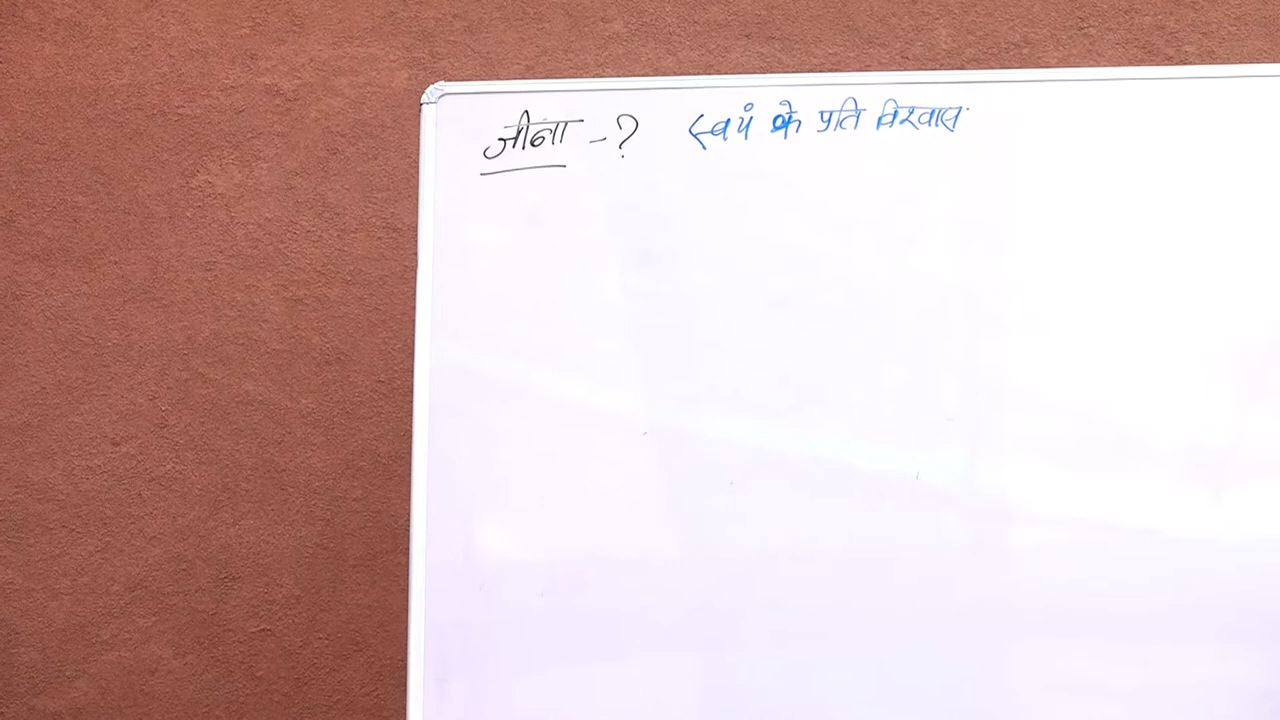 जीना - ? स्वयं के प्रति विश्वास